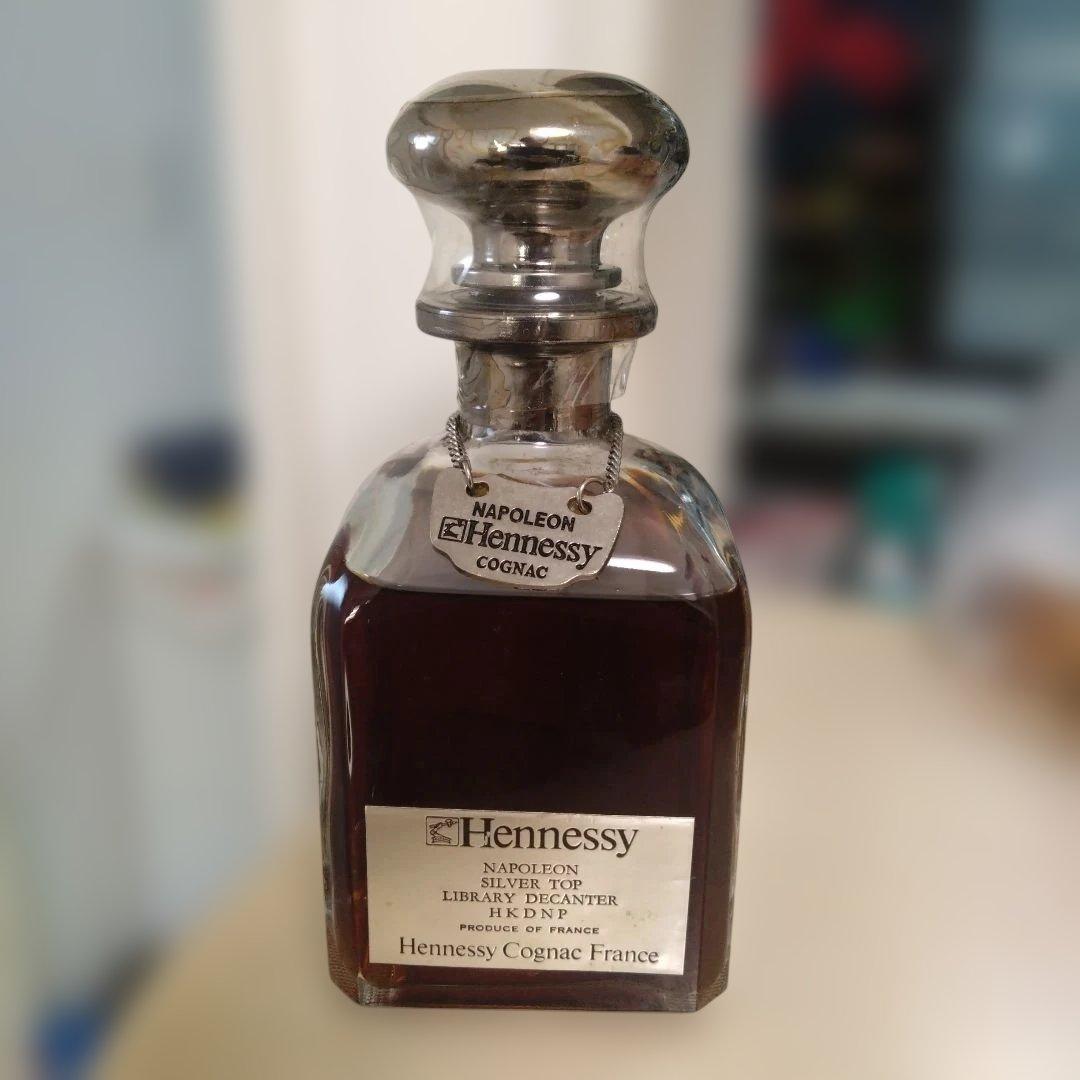 NAPOLEON
Hennessy
COGNAC
Hennessy
NAPOLEON
SILVER TOP
LIBRARY DECANTER
HKDNP
PRODUCE OF FRANCE
Hennessy Cognac France